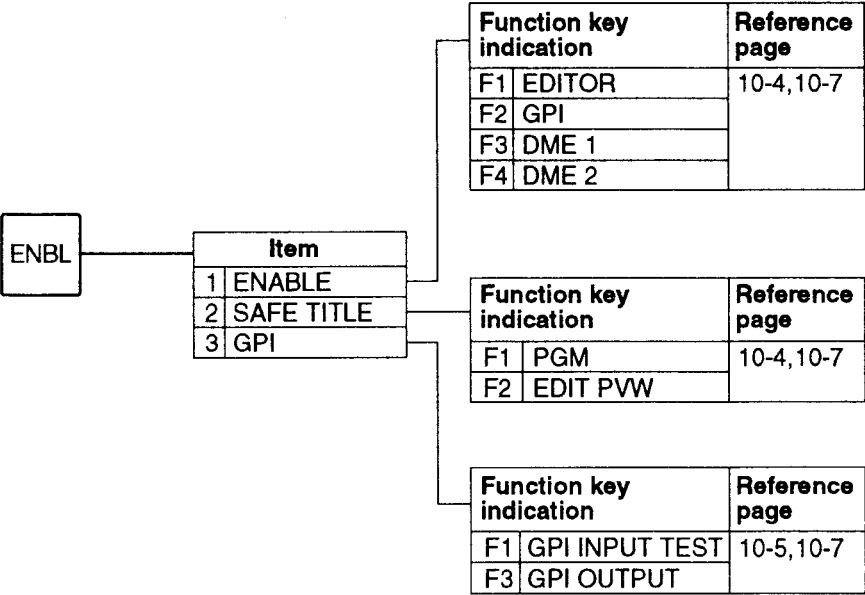 ENBL
Item
1 ENABLE
2 SAFE TITLE
3 GPI
Function key indication Reference page
F1 EDITOR 10-4,10-7
F2 GPI
F3 DME 1
F4 DME 2
Function key indication Reference page
F1 PGM 10-4,10-7
F2 EDIT PVW
Function key indication Reference page
F1 GPI INPUT TEST 10-5,10-7
F3 GPI OUTPUT